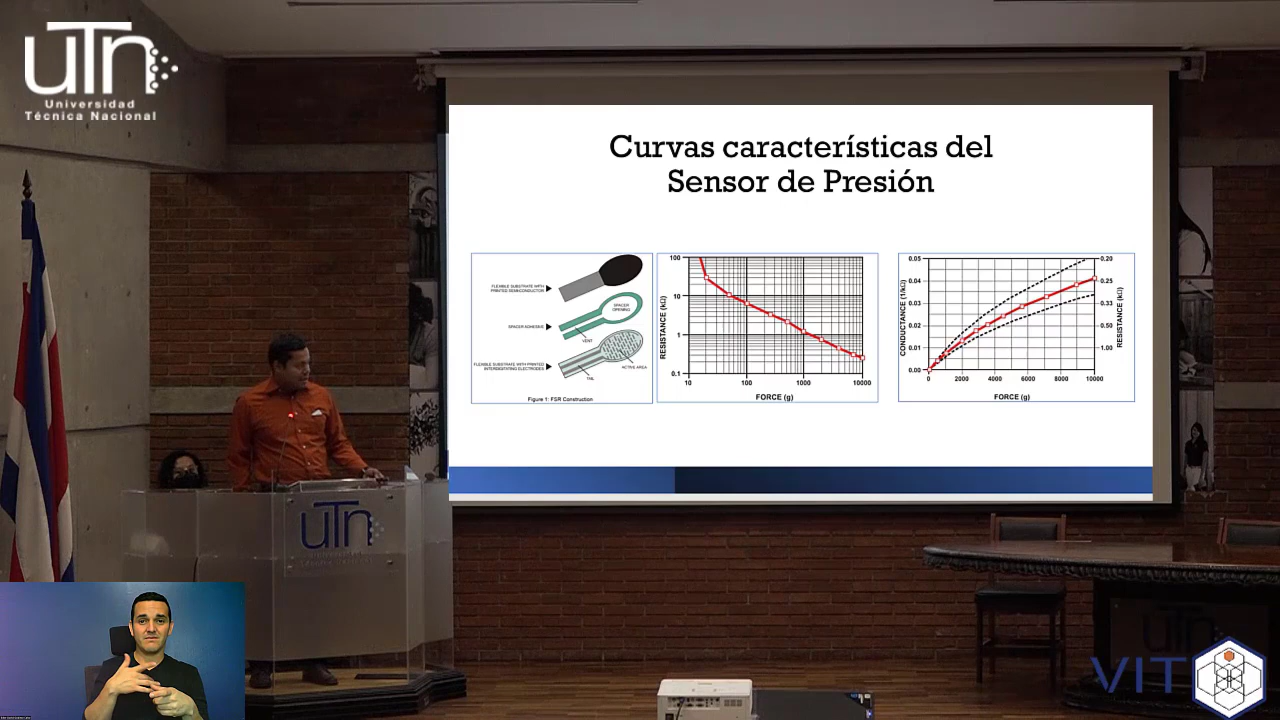 uTn
Universidad
Técnica Nacional
Curvas características del
Sensor de Presión
FLEXIBLE SUBSTRATE WITH
PRINTED SEMI-CONDUCTOR
SPACER
OPENING
SPACER ADHESIVE
VENT
FLEXIBLE SUBSTRATE WITH PRINTED
INTERDIGITATING ELECTRODES
ACTIVE AREA
TAIL
Figure 1: FSR Construction
RESISTANCE (kΩ)
100
10
1
0.1
10
100
1000
10000
FORCE (g)
CONDUCTANCE (1/kΩ)
0.05
0.04
0.03
0.02
0.01
0.00
0
2000
4000
6000
8000
10000
FORCE (g)
0.20
0.25
0.33
0.50
1.00
RESISTANCE (kΩ)
uTn
VIT